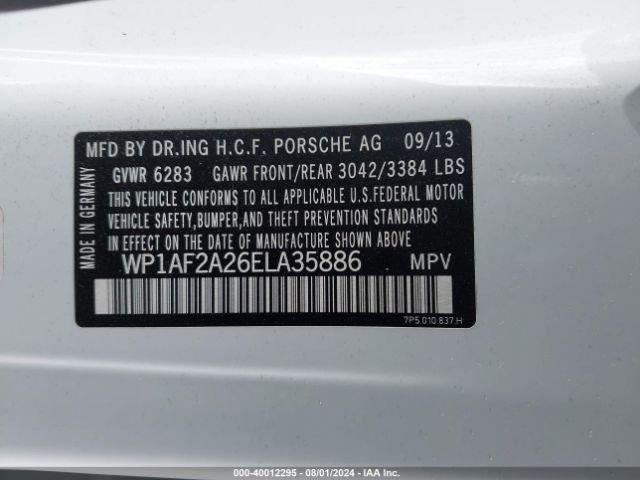 MFD BY DR.ING H.C.F. PORSCHE AG 09/13
GVWR 6283 GAWR FRONT/REAR 3042/3384 LBS
THIS VEHICLE CONFORMS TO ALL APPLICABLE U.S.FEDERAL MOTOR
VEHICLE SAFETY,BUMPER,AND THEFT PREVENTION STANDARDS
IN EFFECT ON THE DATE OF MANUFACTURE SHOWN ABOVE
WP1AF2A26ELA35886 MPV
7P5.010.837.H
MADE IN GERMANY
000-40012295 - 08/01/2024 - IAAI.COM